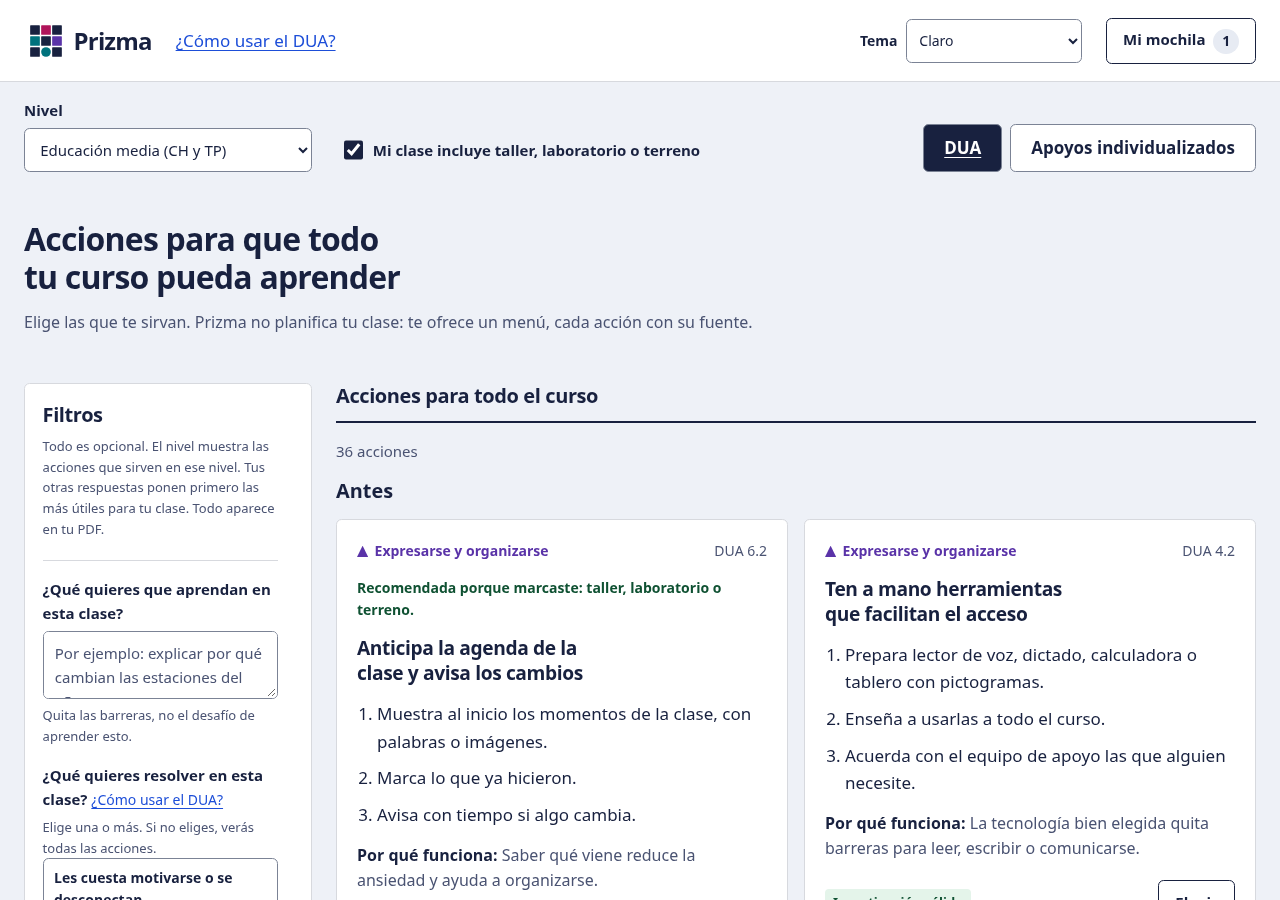 Prizma
¿Cómo usar el DUA?
Tema
Claro
Mi mochila 1
Nivel
Educación media (CH y TP)
Mi clase incluye taller, laboratorio o terreno
DUA
Apoyos individualizados
Acciones para que todo
tu curso pueda aprender
Elige las que te sirvan. Prizma no planifica tu clase: te ofrece un menú, cada acción con su fuente.
Filtros
Todo es opcional. El nivel muestra las
acciones que sirven en ese nivel. Tus
otras respuestas ponen primero las
más útiles para tu clase. Todo aparece
en tu PDF.
¿Qué quieres que aprendan en
esta clase?
Por ejemplo: explicar por qué
cambian las estaciones del
Quita las barreras, no el desafío de
aprender esto.
¿Qué quieres resolver en esta
clase? ¿Cómo usar el DUA?
Elige una o más. Si no eliges, verás
todas las acciones.
Les cuesta motivarse o se
desconectan
Acciones para todo el curso
36 acciones
Antes
▲ Expresarse y organizarse
DUA 6.2
Recomendada porque marcaste: taller, laboratorio o
terreno.
Anticipa la agenda de la
clase y avisa los cambios
1. Muestra al inicio los momentos de la clase, con
palabras o imágenes.
2. Marca lo que ya hicieron.
3. Avisa con tiempo si algo cambia.
Por qué funciona: Saber qué viene reduce la
ansiedad y ayuda a organizarse.
▲ Expresarse y organizarse
DUA 4.2
Ten a mano herramientas
que facilitan el acceso
1. Prepara lector de voz, dictado, calculadora o
tablero con pictogramas.
2. Enseña a usarlas a todo el curso.
3. Acuerda con el equipo de apoyo las que alguien
necesite.
Por qué funciona: La tecnología bien elegida quita
barreras para leer, escribir o comunicarse.